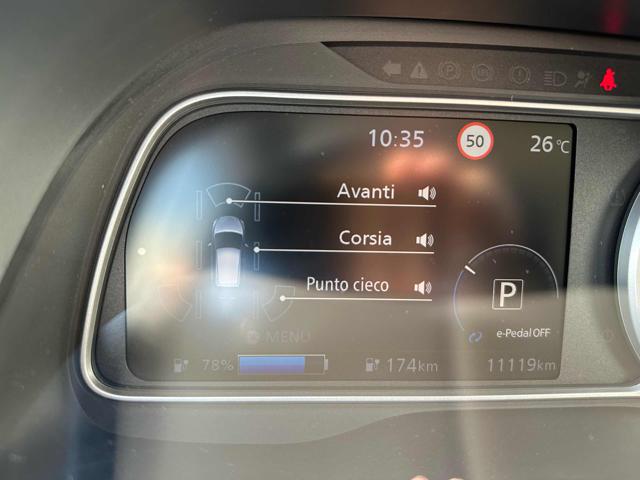 10:35 50 26°C
Avanti
Corsia
Punto cieco
P
MENU
e-Pedal OFF
78% 174km 11119km